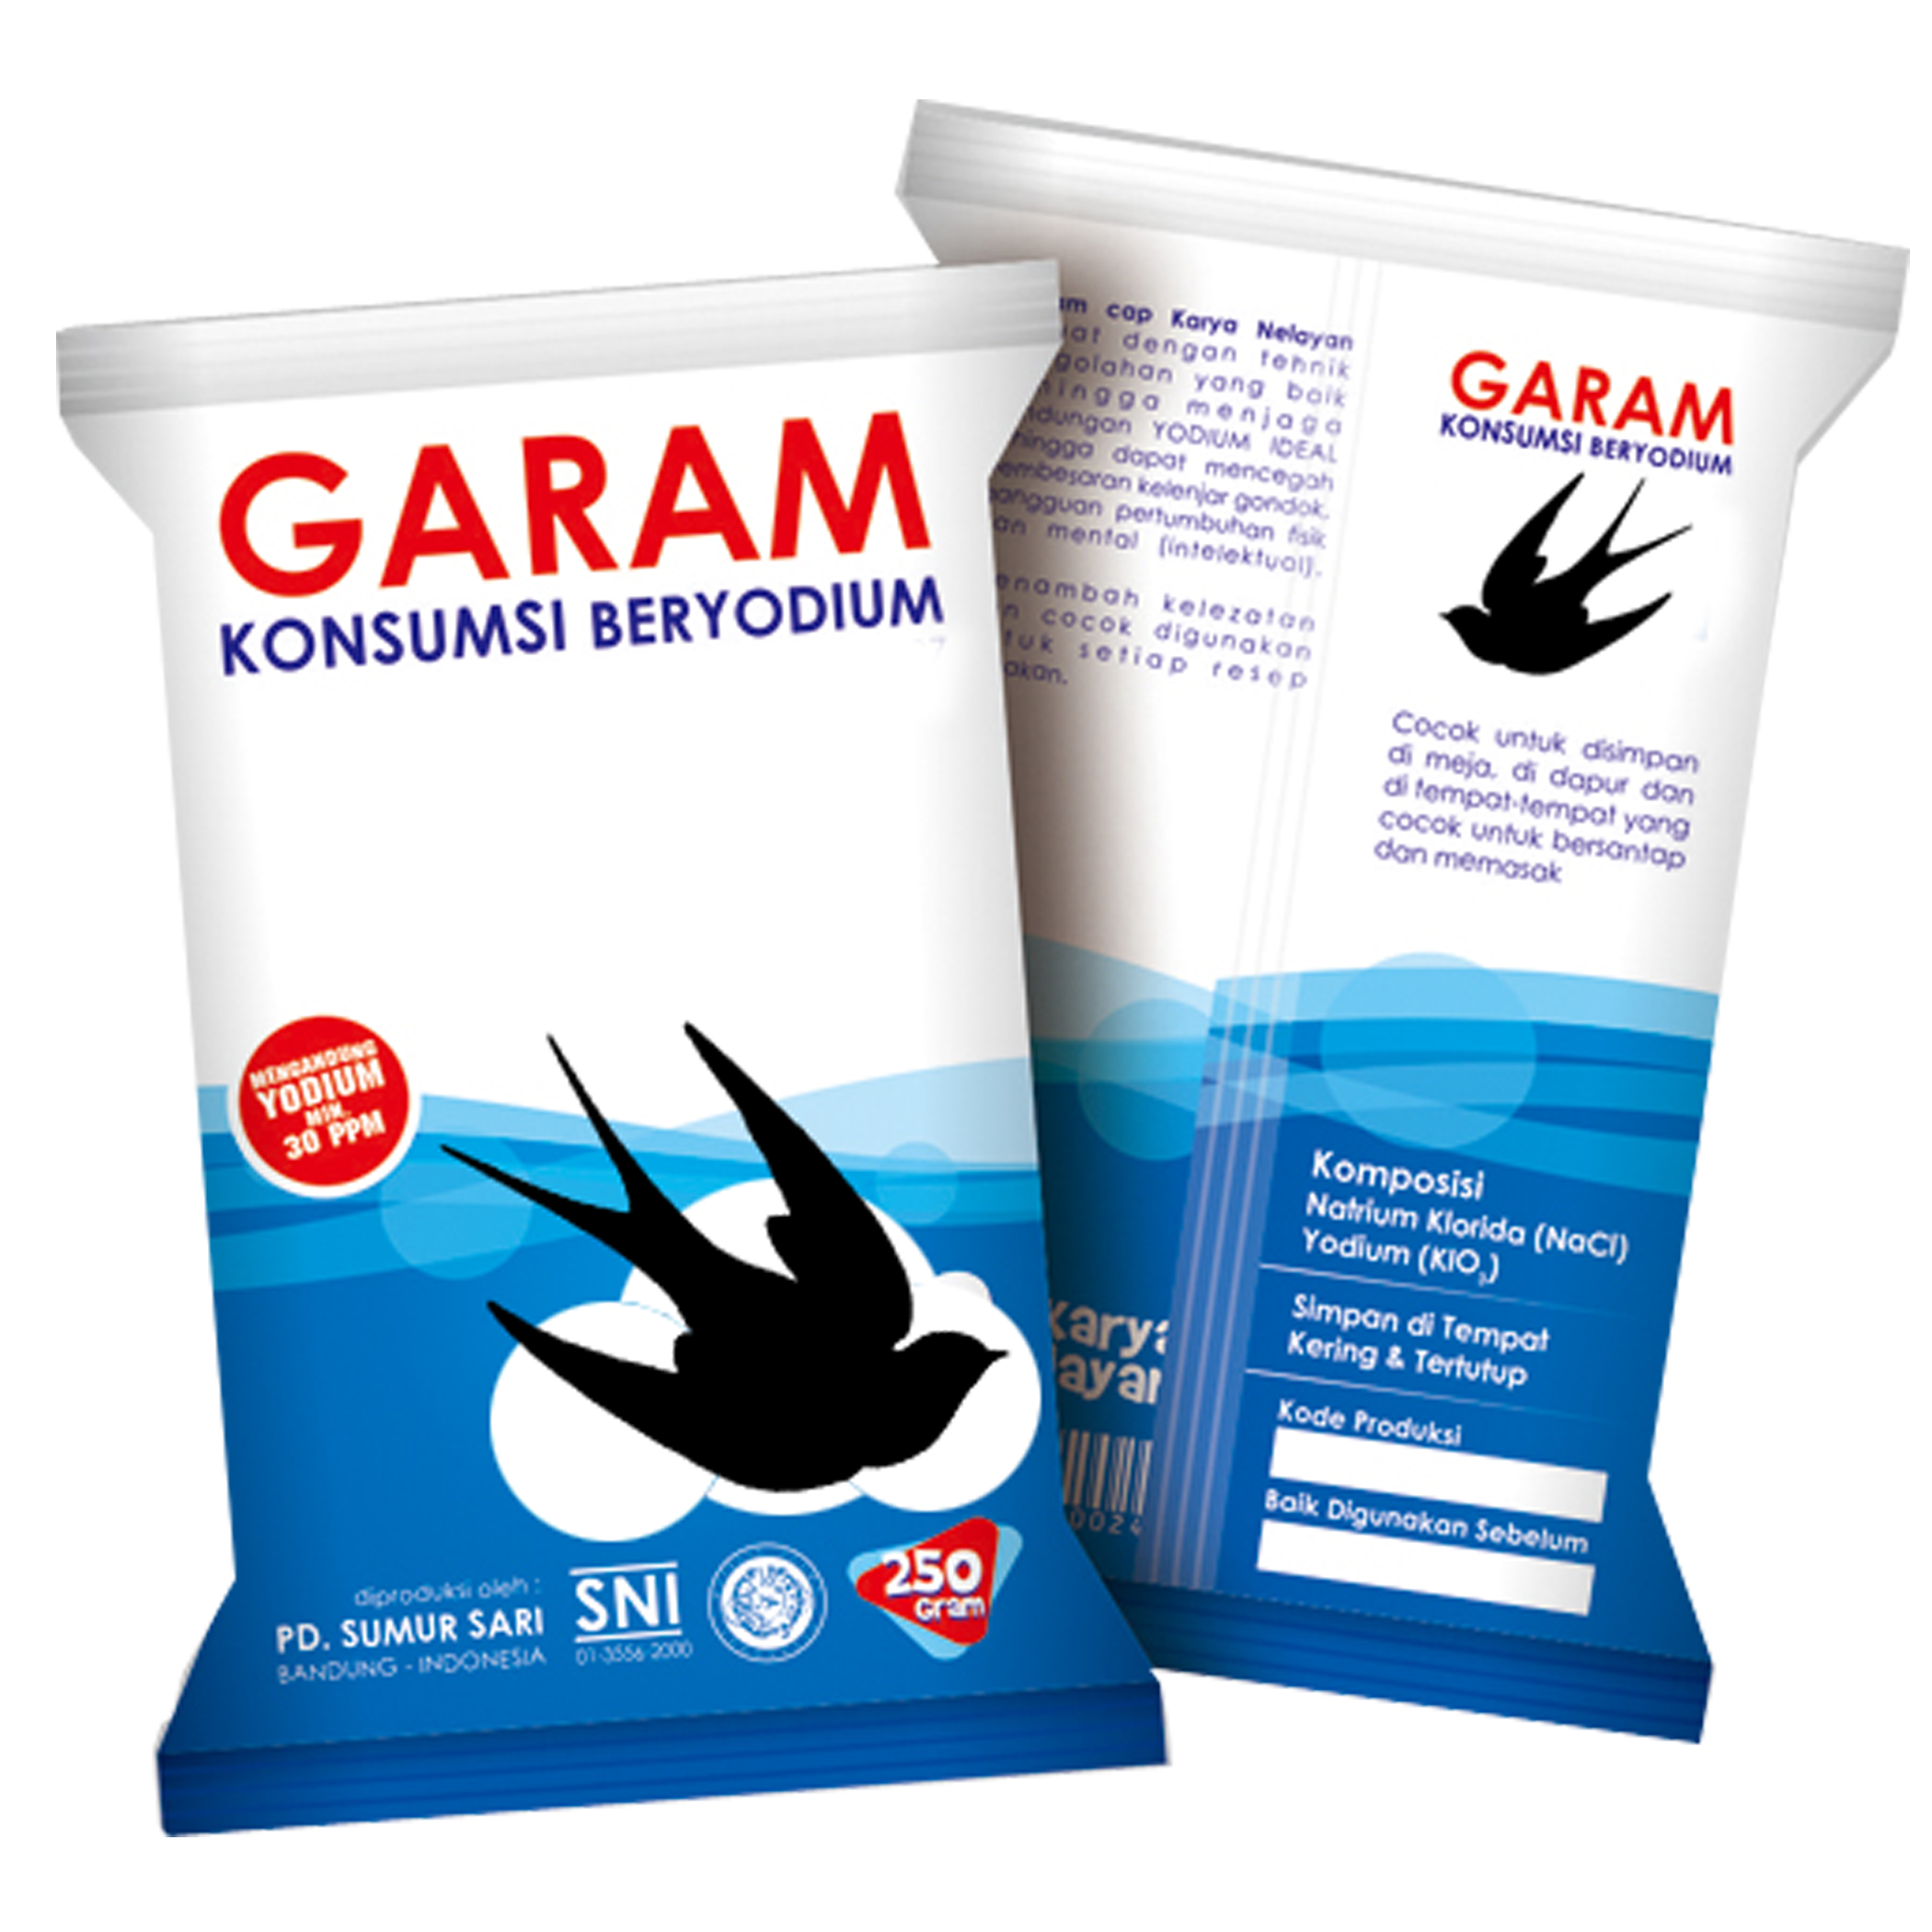 GARAM
KONSUMSI BERYODIUM
MENGANDUNG
YODIUM
MIN.
30 PPM
diproduksi oleh :
PD. SUMUR SARI
BANDUNG - INDONESIA
SNI
01-3556-2000
250
Gram
cap Karya Nelayan
dengan tehnik
yang baik
menjaga
YODIUM IDEAL
dapat mencegah
kelenjar gondok,
pertumbuhan fisik
mental (intelektual).
kelezatan
cocok digunakan
setiap resep
GARAM
KONSUMSI BERYODIUM
Cocok untuk disimpan
di meja, di dapur dan
di tempat-tempat yang
cocok untuk bersantap
dan memasak
Komposisi
Natrium Klorida (NaCl)
Yodium (KIO₃)
Simpan di Tempat
Kering & Tertutup
Kode Produksi
Baik Digunakan Sebelum
karya
0024